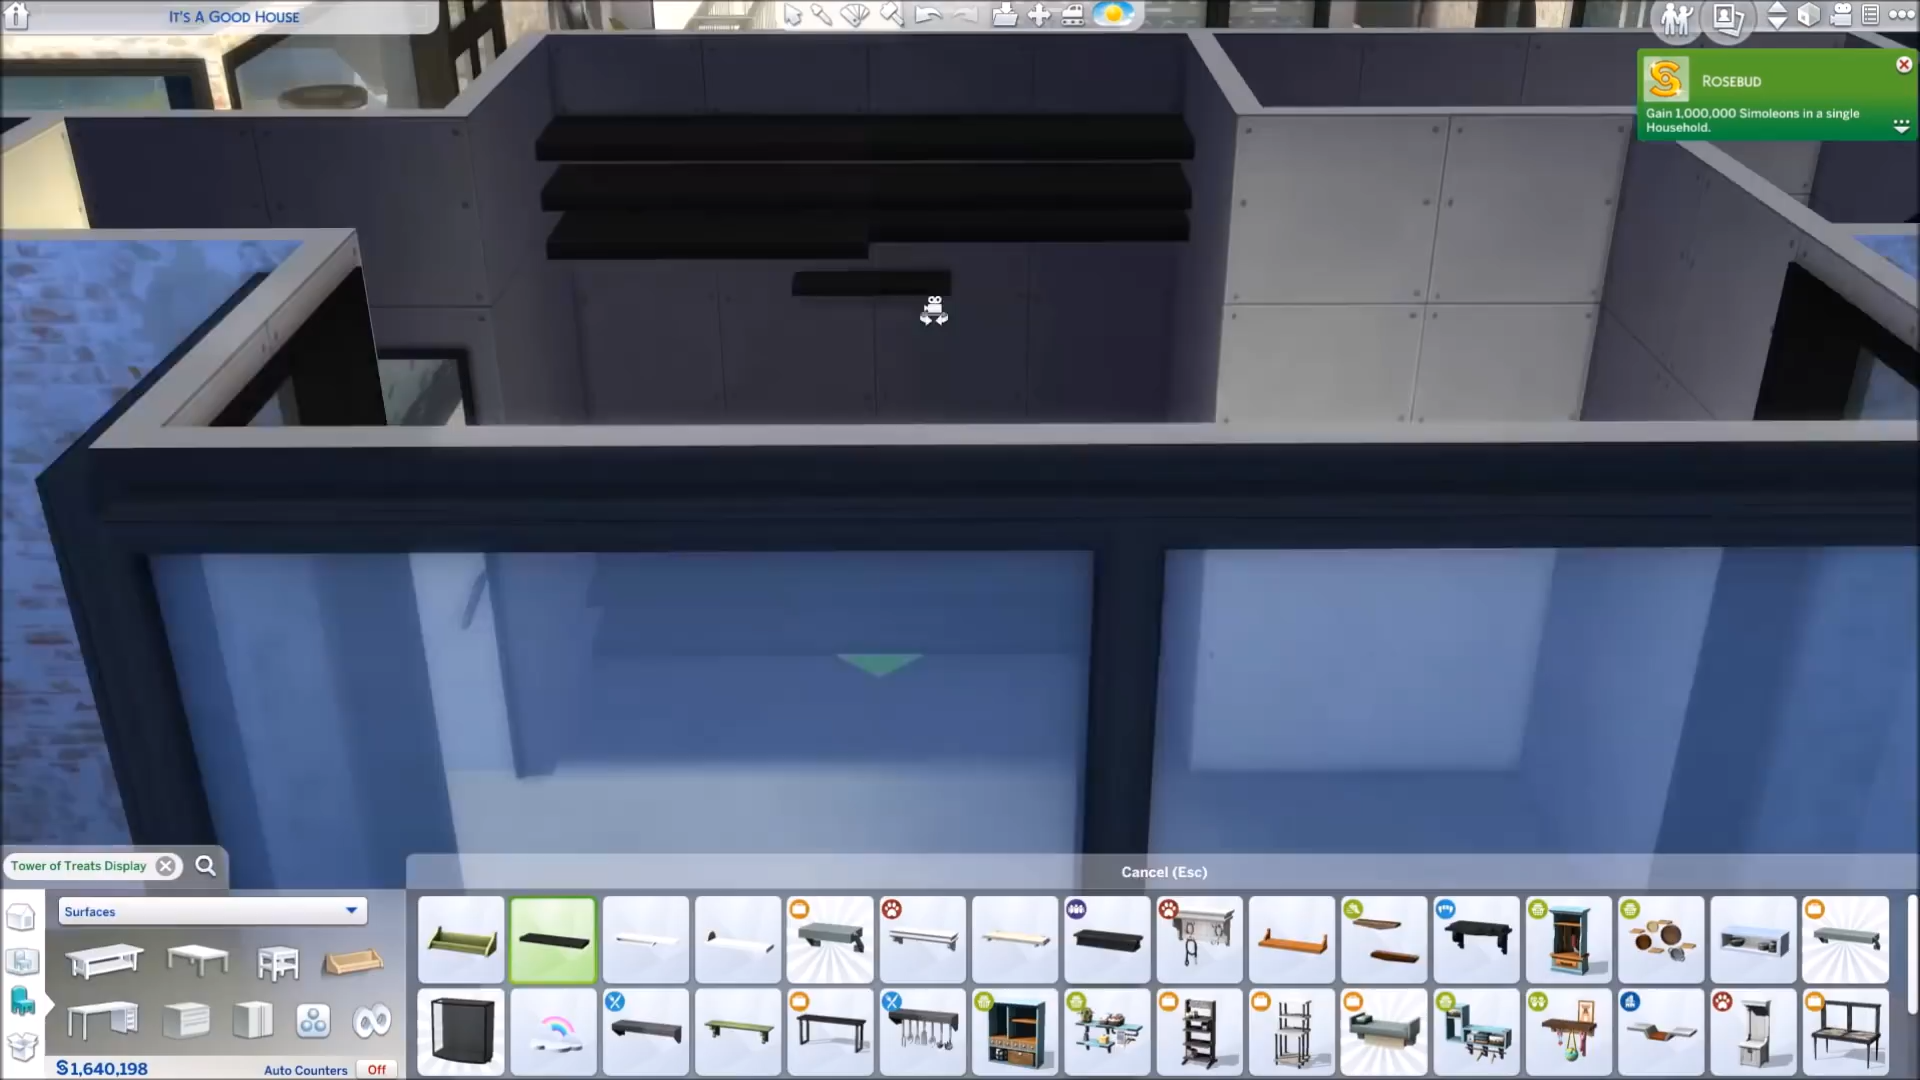 IT'S A GOOD HOUSE
ROSEBUD
Gain 1,000,000 Simoleons in a single
Household.
Tower of Treats Display
Cancel (Esc)
Surfaces
§1,640,198
Auto Counters
Off